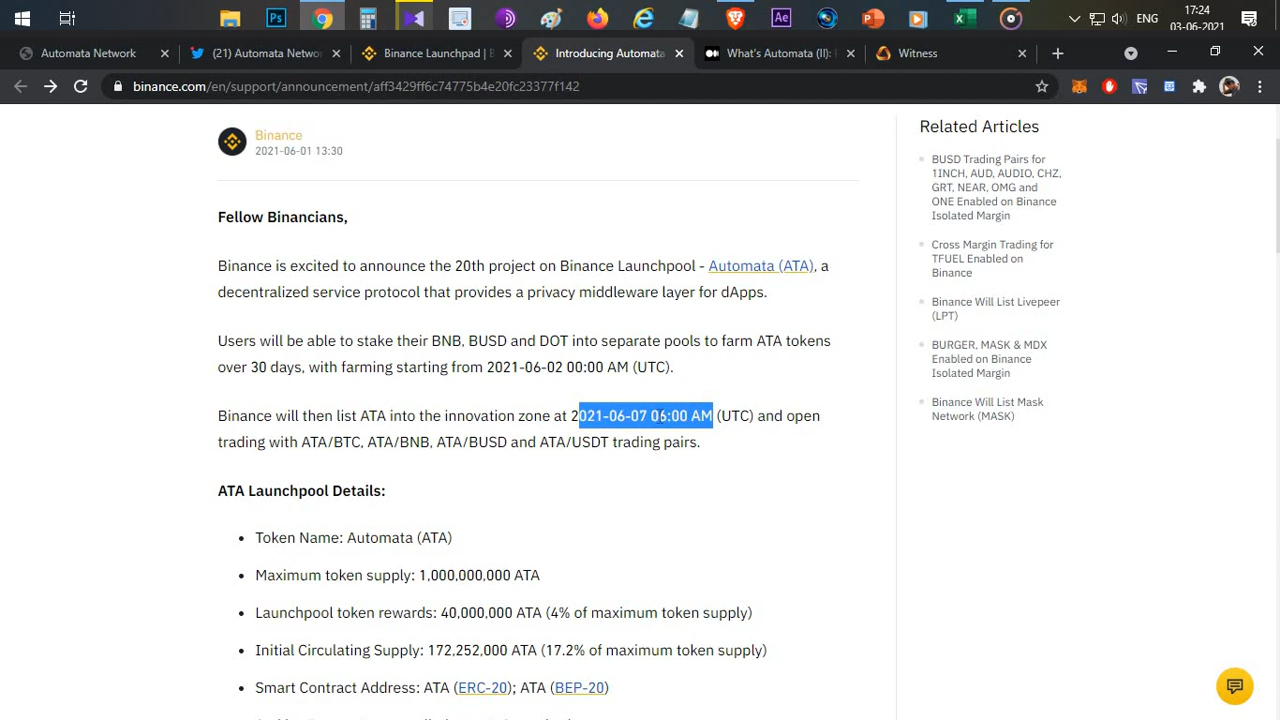 Ps
Ae
ENG
17:24
03-06-2021
Automata Network
(21) Automata Netwo
Binance Launchpad | B
Introducing Automata
What's Automata (II): I
Witness
binance.com/en/support/announcement/aff3429ff6c74775b4e20fc23377f142
Binance
2021-06-01 13:30
Fellow Binancians,
Binance is excited to announce the 20th project on Binance Launchpool - Automata (ATA), a
decentralized service protocol that provides a privacy middleware layer for dApps.
Users will be able to stake their BNB, BUSD and DOT into separate pools to farm ATA tokens
over 30 days, with farming starting from 2021-06-02 00:00 AM (UTC).
Binance will then list ATA into the innovation zone at 2021-06-07 06:00 AM (UTC) and open
trading with ATA/BTC, ATA/BNB, ATA/BUSD and ATA/USDT trading pairs.
ATA Launchpool Details:
• Token Name: Automata (ATA)
• Maximum token supply: 1,000,000,000 ATA
• Launchpool token rewards: 40,000,000 ATA (4% of maximum token supply)
• Initial Circulating Supply: 172,252,000 ATA (17.2% of maximum token supply)
• Smart Contract Address: ATA (ERC-20); ATA (BEP-20)
Related Articles
BUSD Trading Pairs for
1INCH, AUD, AUDIO, CHZ,
GRT, NEAR, OMG and
ONE Enabled on Binance
Isolated Margin
Cross Margin Trading for
TFUEL Enabled on
Binance
Binance Will List Livepeer
(LPT)
BURGER, MASK & MDX
Enabled on Binance
Isolated Margin
Binance Will List Mask
Network (MASK)